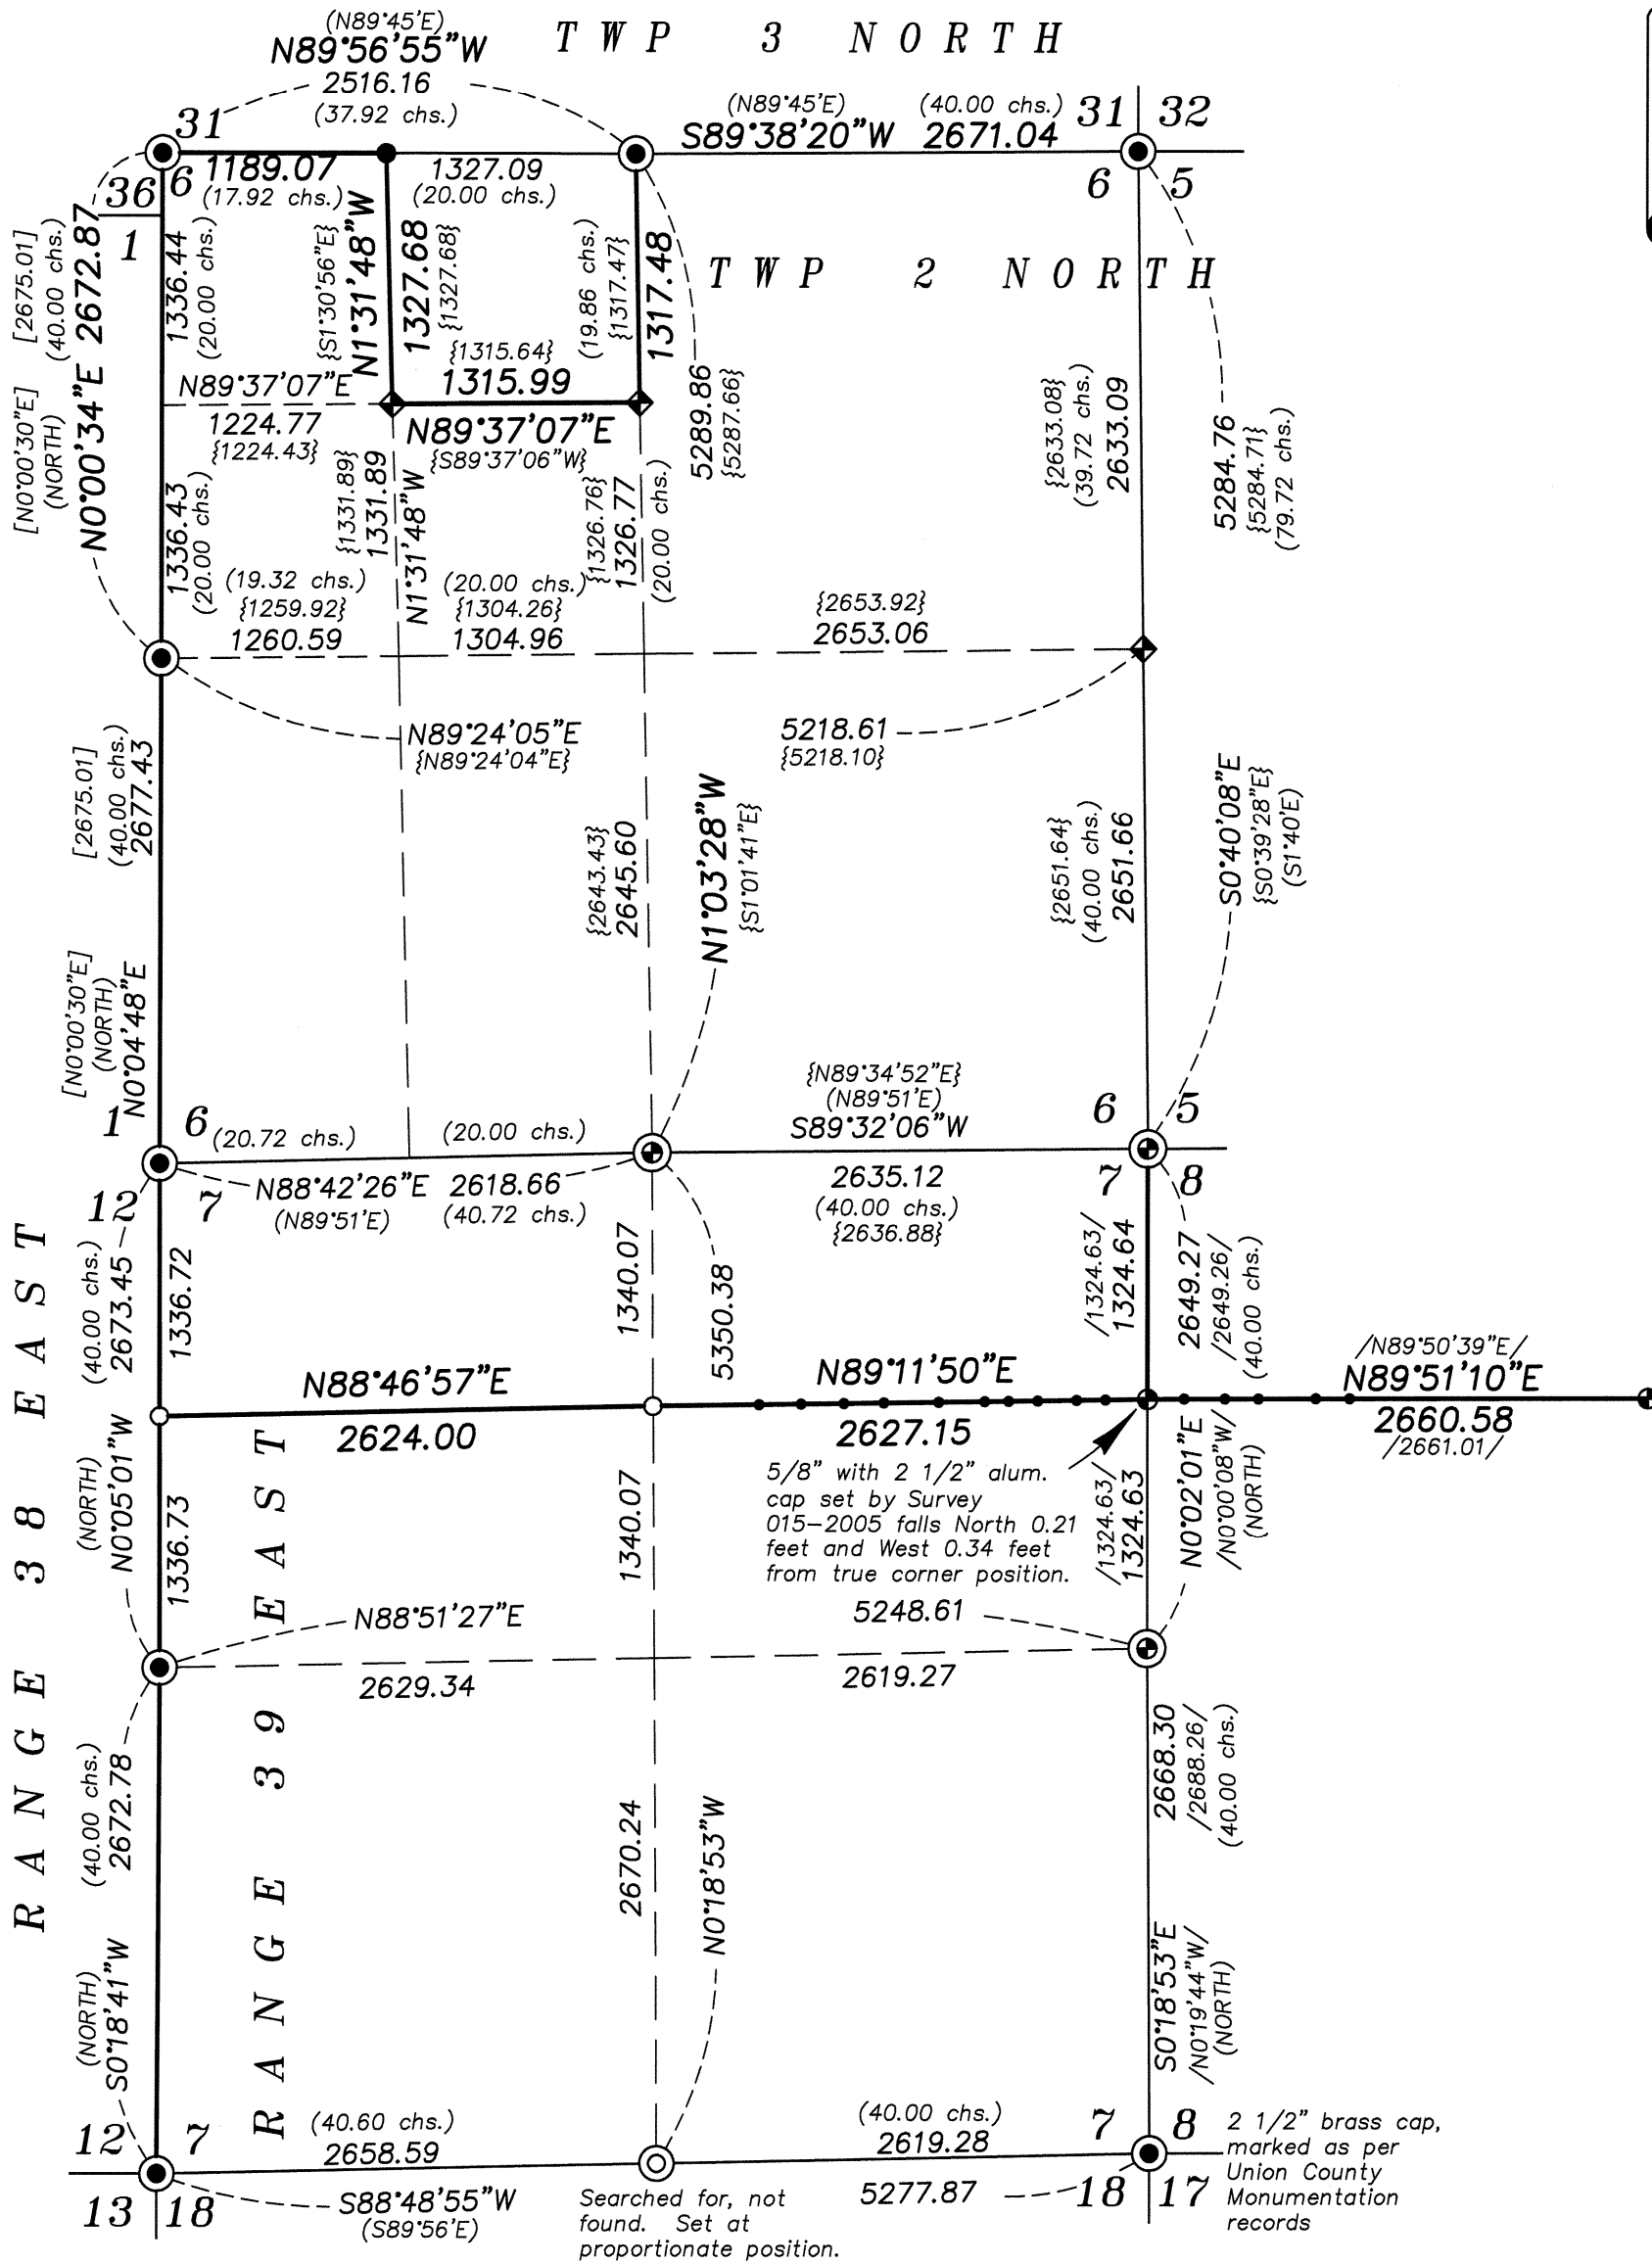 (N89°45'E)
N89°56'55"W
2516.16
(37.92 chs.)
TWP 3 NORTH
(N89°45'E) (40.00 chs.)
S89°38'20"W 2671.04
31 32
6 5
31
36 6
1
1189.07
(17.92 chs.)
1327.09
(20.00 chs.)
TWP 2 NORTH
[2675.01]
(40.00 chs.)
N0°00'34"E 2672.87
[N0°00'30"E]
(NORTH)
1336.44
(20.00 chs.)
{S1°30'56"E}
N1°31'48"W
1327.68
{1327.68}
(19.86 chs.)
{1317.47}
1317.48
{1315.64}
1315.99
N89°37'07"E
{S89°37'06"W}
N89°37'07"E
1224.77
{1224.43}
5289.86
{5287.66}
{2633.08}
(39.72 chs.)
2633.09
5284.76
{5284.71}
(79.72 chs.)
1336.43
(20.00 chs.)
{1331.89}
1331.89
N1°31'48"W
{1326.76}
1326.77
(20.00 chs.)
(19.32 chs.)
{1259.92}
1260.59
(20.00 chs.)
{1304.26}
1304.96
{2653.92}
2653.06
N89°24'05"E
{N89°24'04"E}
5218.61
{5218.10}
[2675.01]
(40.00 chs.)
2677.43
[N0°00'30"E]
(NORTH)
N0°04'48"E
{2643.43}
2645.60
N1°03'28"W
{S1°01'41"E}
{2651.64}
(40.00 chs.)
2651.66
S0°40'08"E
{S0°39'28"E}
(S1°40'E)
1 6
12 7
(20.72 chs.)
(20.00 chs.)
N88°42'26"E 2618.66
(N89°51'E) (40.72 chs.)
{N89°34'52"E}
(N89°51'E)
S89°32'06"W
2635.12
(40.00 chs.)
{2636.88}
6 5
7 8
(40.00 chs.)
2673.45
1336.72
1340.07
5350.38
/1324.63/
1324.64
2649.27
/2649.26/
(40.00 chs.)
N88°46'57"E
2624.00
N89°11'50"E
2627.15
/N89°50'39"E/
N89°51'10"E
2660.58
/2661.01/
5/8" with 2 1/2" alum.
cap set by Survey
015-2005 falls North 0.21
feet and West 0.34 feet
from true corner position.
(NORTH)
N0°05'01"W
1336.73
1340.07
/1324.63/
1324.63
N0°02'01"E
/N0°00'08"W/
(NORTH)
N88°51'27"E
2629.34
5248.61
2619.27
RANGE 38 EAST
RANGE 39 EAST
(40.00 chs.)
2672.78
(NORTH)
S0°18'41"W
2670.24
N0°18'53"W
2668.30
/2688.26/
(40.00 chs.)
S0°18'53"E
/N0°19'44"W/
(NORTH)
12 7
13 18
(40.60 chs.)
2658.59
S88°48'55"W
(S89°56'E)
(40.00 chs.)
2619.28
5277.87
7 8
18 17
Searched for, not
found. Set at
proportionate position.
2 1/2" brass cap,
marked as per
Union County
Monumentation
records